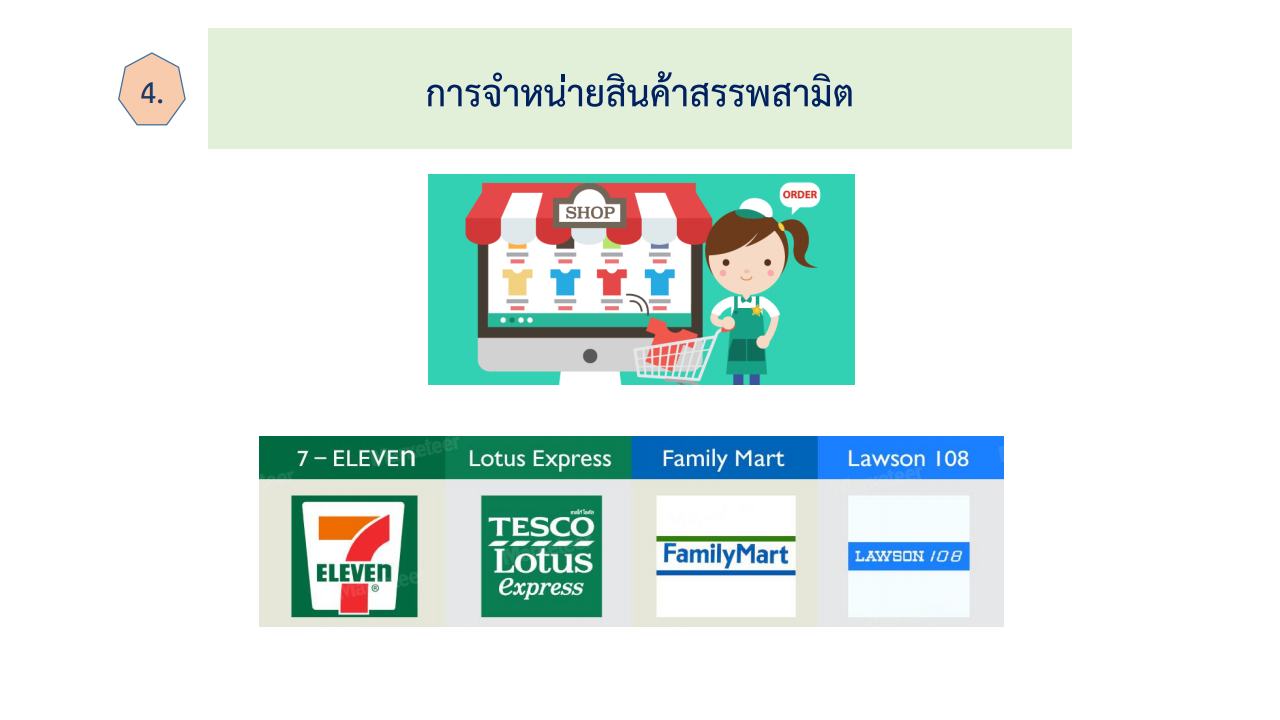 4.
การจำหน่ายสินค้าสรรพสามิต
ORDER
SHOP
7 – ELEVEn
Lotus Express
Family Mart
Lawson 108
7
ELEVEn
®
TESCO
Lotus
express
FamilyMart
LAWSON 108
Marketeer